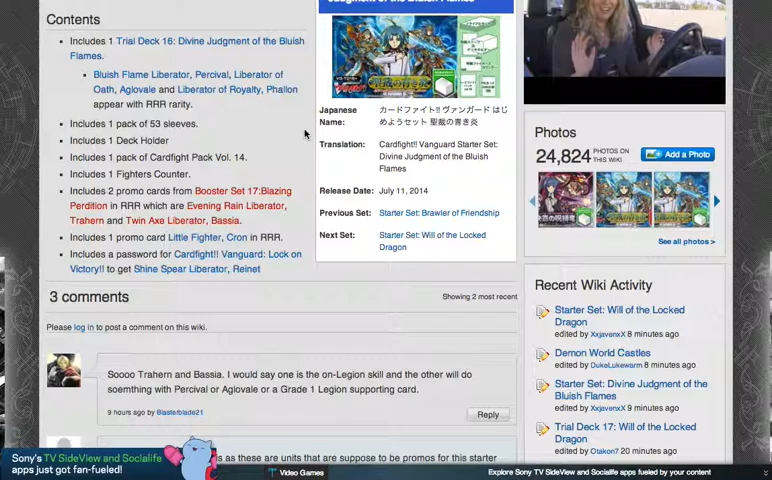 Judgment of the Bluish Flames
Contents
Includes 1 Trial Deck 16: Divine Judgment of the Bluish
Flames.
Bluish Flame Liberator, Percival, Liberator of
Oath, Aglovale and Liberator of Royalty, Phallon
appear with RRR rarity.
Includes 1 pack of 53 sleeves.
Includes 1 Deck Holder
Includes 1 pack of Cardfight Pack Vol. 14.
Includes 1 Fighters Counter.
Includes 2 promo cards from Booster Set 17:Blazing
Perdition in RRR which are Evening Rain Liberator,
Trahern and Twin Axe Liberator, Bassia.
Includes 1 promo card Little Fighter, Cron in RRR.
Includes a password for Cardfight!! Vanguard: Lock on
Victory!! to get Shine Spear Liberator, Reinet
Japanese
Name:
カードファイト!! ヴァンガード はじ
めようセット 聖裁の青き炎
Translation:
Cardfight!! Vanguard Starter Set:
Divine Judgment of the Bluish
Flames
Release Date: July 11, 2014
Previous Set: Starter Set: Brawler of Friendship
Next Set: Starter Set: Will of the Locked
Dragon
3 comments
Showing 2 most recent
Please log in to post a comment on this wiki.
Soooo Trahern and Bassia. I would say one is the on-Legion skill and the other will do
soemthing with Percival or Aglovale or a Grade 1 Legion supporting card.
9 hours ago by Blasterblade21
Reply
is as these are units that are suppose to be promos for this starter
Photos
24,824 PHOTOS ON
THIS WIKI
Add a Photo
See all photos >
Recent Wiki Activity
Starter Set: Will of the Locked
Dragon
edited by XxjavenxX 8 minutes ago
Demon World Castles
edited by DukeLukewarm 8 minutes ago
Starter Set: Divine Judgment of the
Bluish Flames
edited by XxjavenxX 9 minutes ago
Trial Deck 17: Will of the Locked
Dragon
edited by Otakon7 20 minutes ago
Sony's TV SideView and Socialife
apps just got fan-fueled!
Video Games
Explore Sony TV SideView and Socialife apps fueled by your content